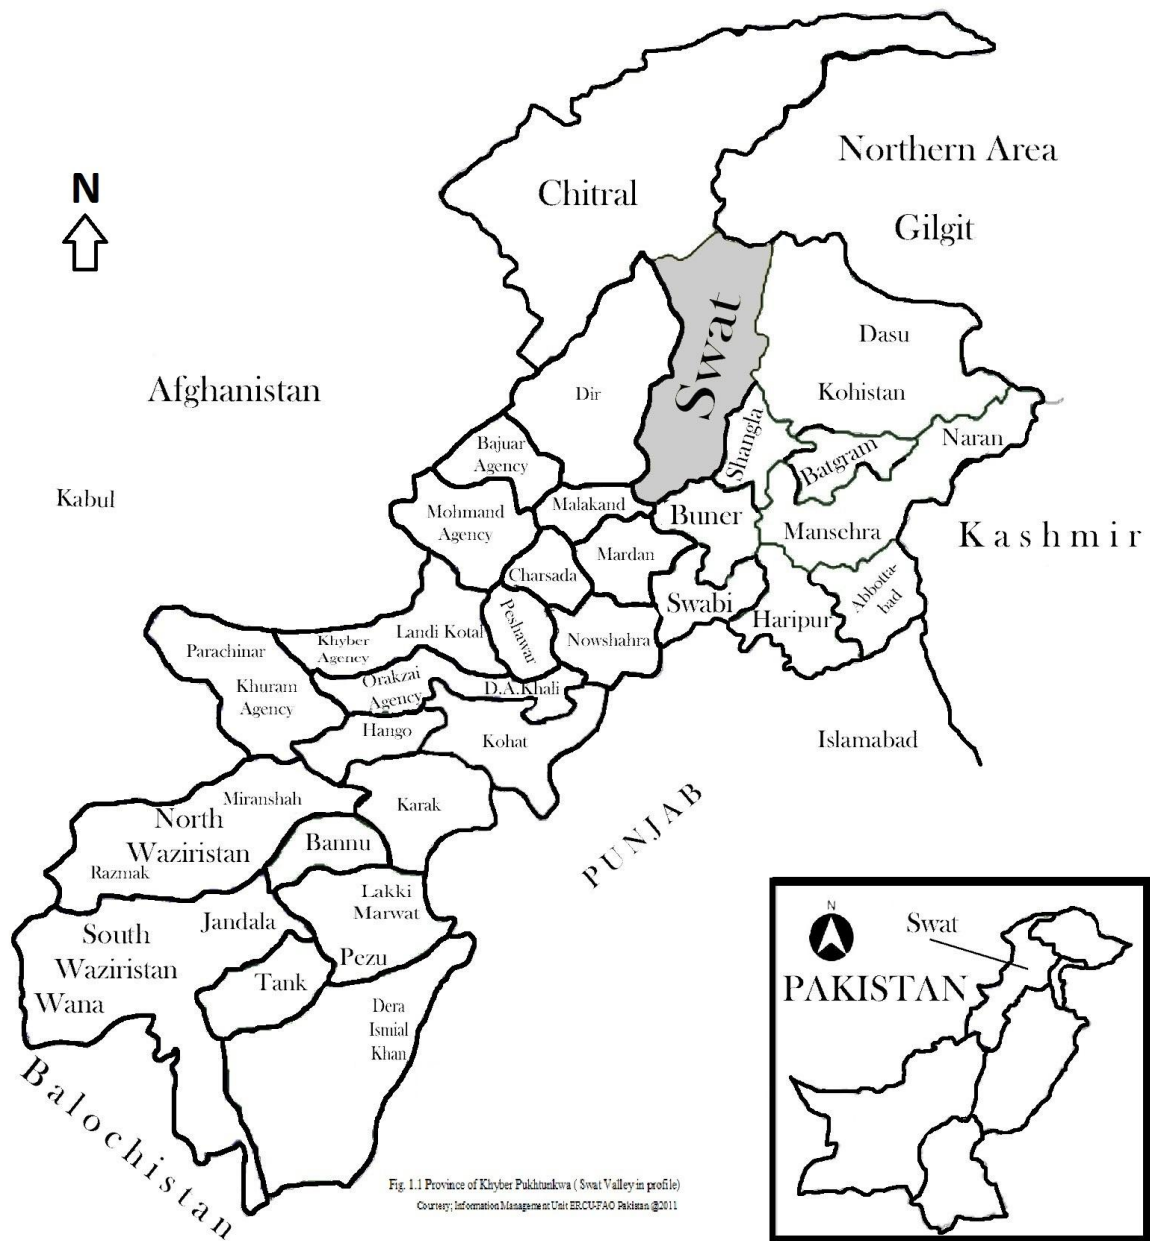 Northern Area
N
Chitral
Gilgit
Swat
Dasu
Afghanistan
Dir
Kohistan
Shangla
Naran
Bajuar
Agency
Batgram
Kabul
Malakand
Mohmand
Agency
Buner
Mansehra
Kashmir
Mardan
Charsada
Abbotta-
bad
Swabi
Haripur
Peshawar
Landi Kotal
Khyber
Agency
Nowshahra
Parachinar
Orakzai
Agency
D.A.Khali
Khuram
Agency
Hango
Kohat
Islamabad
Miranshah
Karak
North
Waziristan
PUNJAB
Bannu
Razmak
Lakki
Marwat
Jandala
South
Waziristan
Wana
Pezu
Tank
Dera
Ismial
Khan
Balochistan
N
Swat
PAKISTAN
Fig. 1.1 Province of Khyber Pukhtunkwa ( Swat Valley in profile)
Courtery; Information Management Unit ERCU-FAO Pakistan @2011